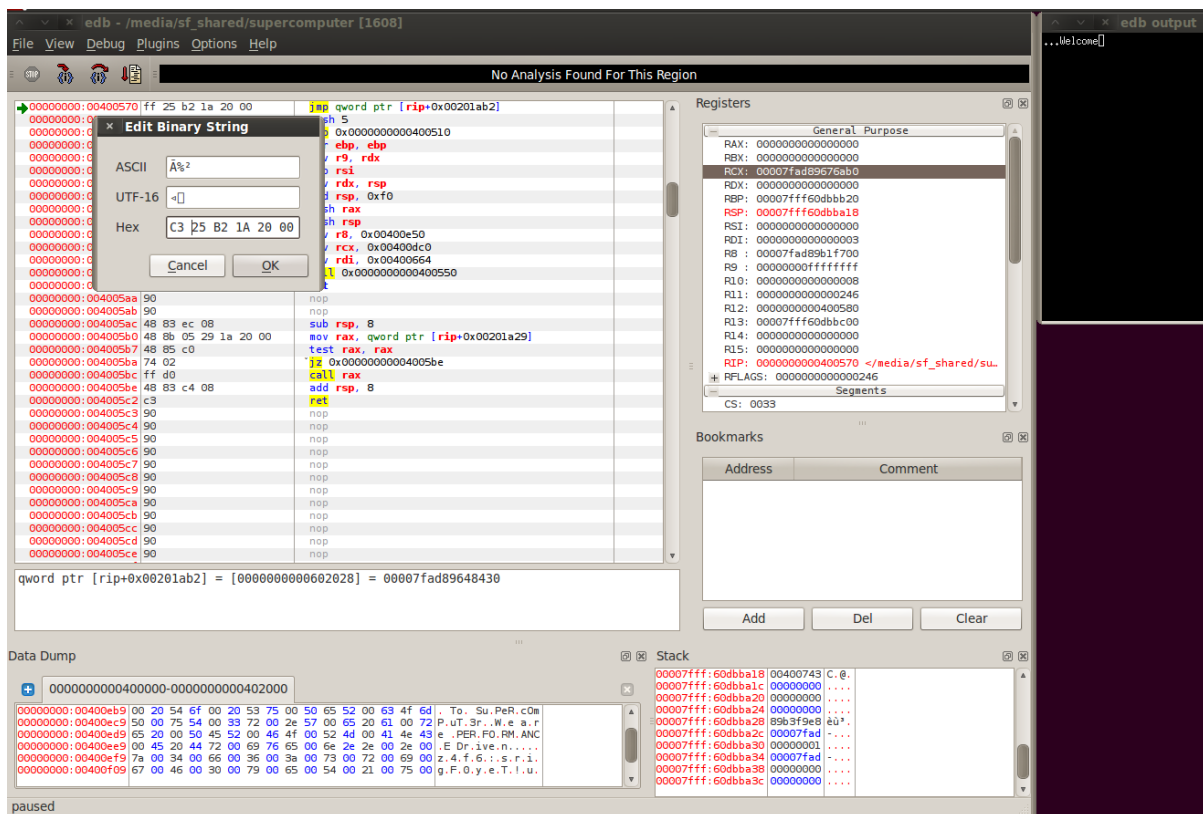 edb - /media/sf_shared/supercomputer [1608]
File View Debug Plugins Options Help
STOP
No Analysis Found For This Region
00000000:00400570 ff 25 b2 1a 20 00 jmp qword ptr [rip+0x00201ab2]
sh 5
0x0000000000400510
ebp, ebp
r9, rdx
rsi
rdx, rsp
rsp, 0xf0
sh rax
sh rsp
r8, 0x00400e50
rcx, 0x00400dc0
rdi, 0x00400664
0x0000000000400550
00000000:004005aa 90 nop
00000000:004005ab 90 nop
00000000:004005ac 48 83 ec 08 sub rsp, 8
00000000:004005b0 48 8b 05 29 1a 20 00 mov rax, qword ptr [rip+0x00201a29]
00000000:004005b7 48 85 c0 test rax, rax
00000000:004005ba 74 02 jz 0x00000000004005be
00000000:004005bc ff d0 call rax
00000000:004005be 48 83 c4 08 add rsp, 8
00000000:004005c2 c3 ret
00000000:004005c3 90 nop
00000000:004005c4 90 nop
00000000:004005c5 90 nop
00000000:004005c6 90 nop
00000000:004005c7 90 nop
00000000:004005c8 90 nop
00000000:004005c9 90 nop
00000000:004005ca 90 nop
00000000:004005cb 90 nop
00000000:004005cc 90 nop
00000000:004005cd 90 nop
00000000:004005ce 90 nop
Edit Binary String
ASCII Ã%²
UTF-16
Hex C3 25 B2 1A 20 00
Cancel OK
qword ptr [rip+0x00201ab2] = [0000000000602028] = 00007fad89648430
Registers
General Purpose
RAX: 0000000000000000
RBX: 0000000000000000
RCX: 00007fad89676ab0
RDX: 0000000000000000
RBP: 00007fff60dbbb20
RSP: 00007fff60dbba18
RSI: 0000000000000000
RDI: 0000000000000003
R8 : 00007fad89b1f700
R9 : 00000000ffffffff
R10: 0000000000000008
R11: 0000000000000246
R12: 0000000000400580
R13: 00007fff60dbbc00
R14: 0000000000000000
R15: 0000000000000000
RIP: 0000000000400570 </media/sf_shared/su…
RFLAGS: 0000000000000246
Segments
CS: 0033
Bookmarks
Address Comment
Add Del Clear
Data Dump
0000000000400000-0000000000402000
00000000:00400eb9 00 20 54 6f 00 20 53 75 00 50 65 52 00 63 4f 6d . To. Su.PeR.cOm
00000000:00400ec9 50 00 75 54 00 33 72 00 2e 57 00 65 20 61 00 72 P.uT.3r..W.e a.r
00000000:00400ed9 65 20 00 50 45 52 00 46 4f 00 52 4d 00 41 4e 43 e .PER.FO.RM.ANC
00000000:00400ee9 00 45 20 44 72 00 69 76 65 00 6e 2e 2e 00 2e 00 .E Dr.ive.n.....
00000000:00400ef9 7a 00 34 00 66 00 36 00 3a 00 73 00 72 00 69 00 z.4.f.6.:.s.r.i.
00000000:00400f09 67 00 46 00 30 00 79 00 65 00 54 00 21 00 75 00 g.F.0.y.e.T.!.u.
Stack
00007fff:60dbba18 00400743 C.@.
00007fff:60dbba1c 00000000 ....
00007fff:60dbba20 00000000 ....
00007fff:60dbba24 00000000 ....
00007fff:60dbba28 89b3f9e8 èù³.
00007fff:60dbba2c 00007fad -...
00007fff:60dbba30 00000001 ....
00007fff:60dbba34 00007fad -...
00007fff:60dbba38 00000000 ....
00007fff:60dbba3c 00000000 ....
paused
edb output
...Welcome